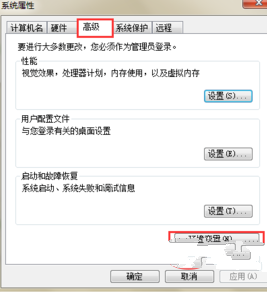 系统属性
计算机名 硬件 高级 系统保护 远程
要进行大多数更改，您必须作为管理员登录。
性能
视觉效果，处理器计划，内存使用，以及虚拟内存
设置(S)...
用户配置文件
与您登录有关的桌面设置
设置(E)...
启动和故障恢复
系统启动、系统失败和调试信息
设置(T)...
确定 取消 应用(A)